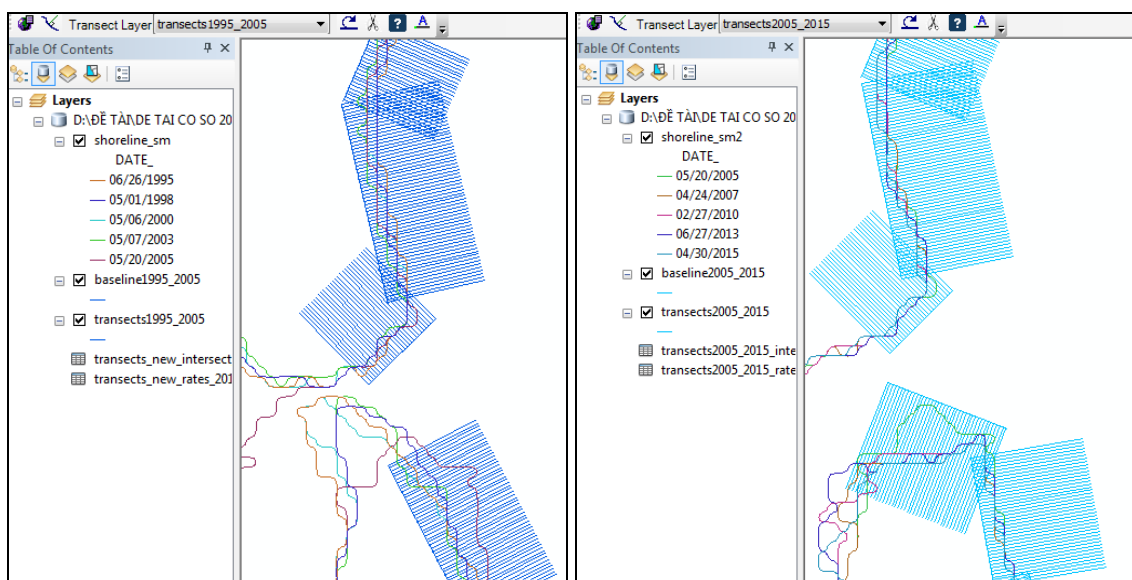 Transect Layer transects1995_2005
Table Of Contents
Layers
D:\ĐỀ TÀI\DE TAI CO SO 20
shoreline_sm
DATE_
06/26/1995
05/01/1998
05/06/2000
05/07/2003
05/20/2005
baseline1995_2005
transects1995_2005
transects_new_intersect
transects_new_rates_201
Transect Layer transects2005_2015
Table Of Contents
Layers
D:\ĐỀ TÀI\DE TAI CO SO 20
shoreline_sm2
DATE_
05/20/2005
04/24/2007
02/27/2010
06/27/2013
04/30/2015
baseline2005_2015
transects2005_2015
transects2005_2015_inte
transects2005_2015_rate